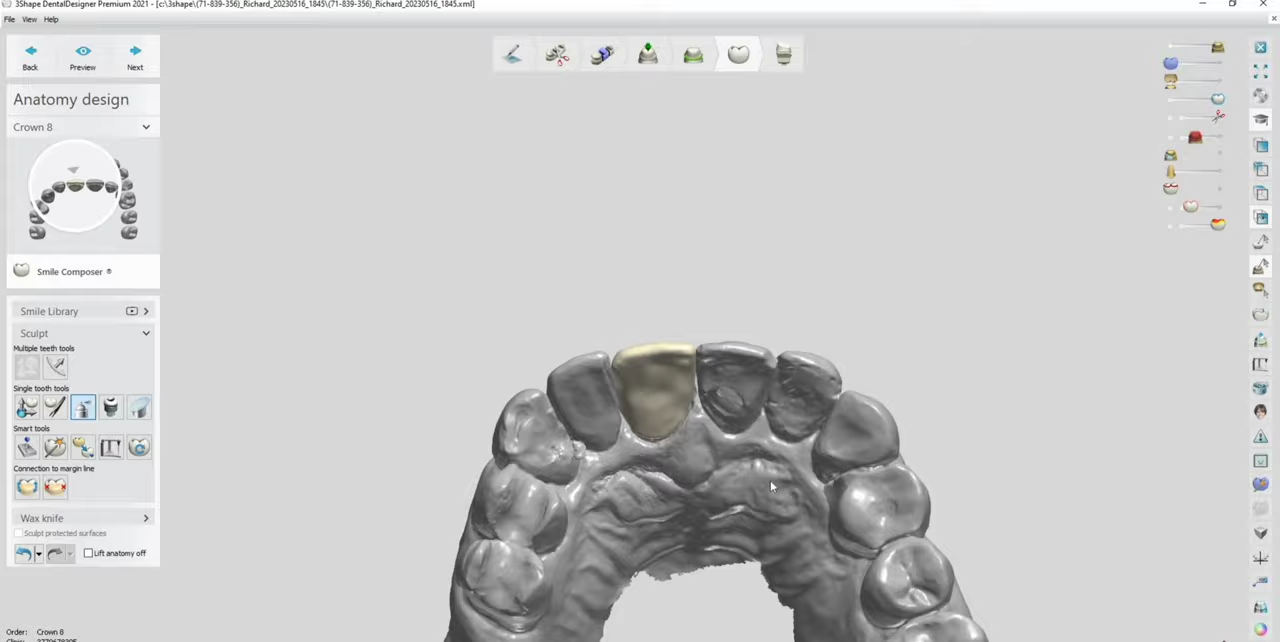 3Shape DentalDesigner Premium 2021 - [c:\3shape\(71-839-356)_Richard_20230516_1845\(71-839-356)_Richard_20230516_1845.xml]
File View Help
Back Preview Next
Anatomy design
Crown 8
Smile Composer ®
Smile Library
Sculpt
Multiple teeth tools
Single tooth tools
Smart tools
Connection to margin line
Wax knife
Sculpt protected surfaces
Lift anatomy off
Order: Crown 8